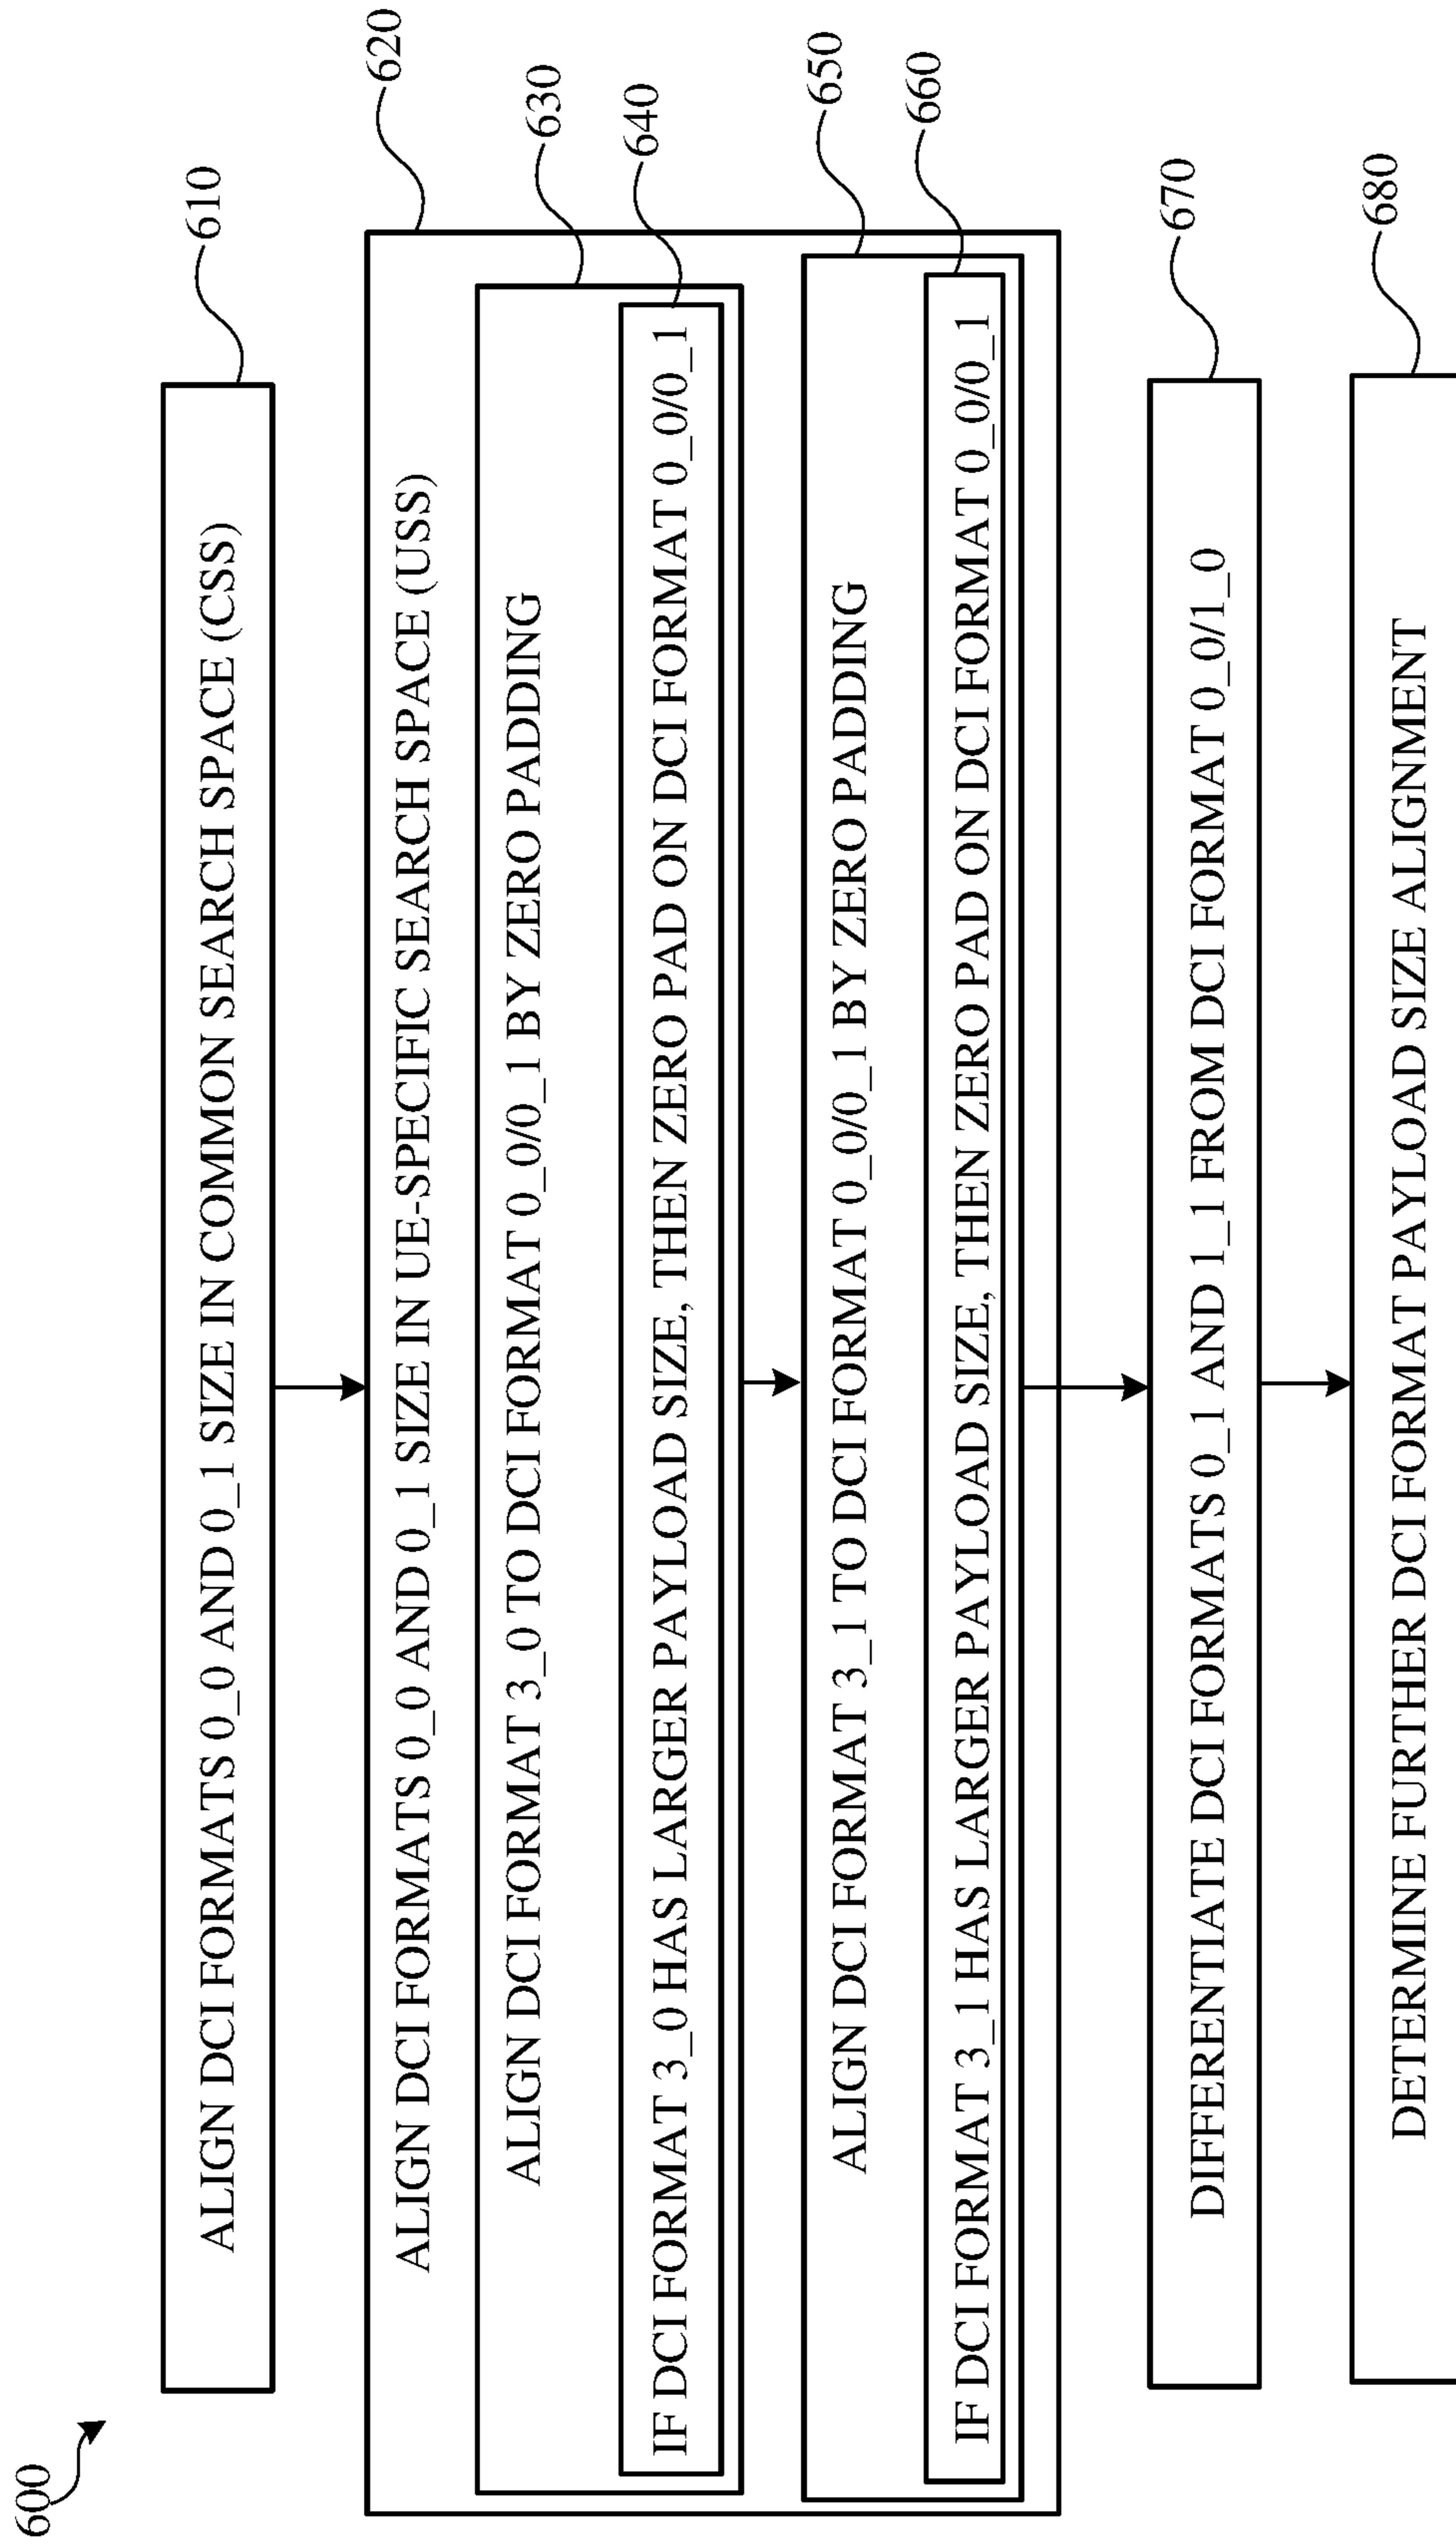 600
610
ALIGN DCI FORMATS 0_0 AND 0_1 SIZE IN COMMON SEARCH SPACE (CSS)
620
ALIGN DCI FORMATS 0_0 AND 0_1 SIZE IN UE-SPECIFIC SEARCH SPACE (USS)
630
ALIGN DCI FORMAT 3_0 TO DCI FORMAT 0_0/0_1 BY ZERO PADDING
640
IF DCI FORMAT 3_0 HAS LARGER PAYLOAD SIZE, THEN ZERO PAD ON DCI FORMAT 0_0/0_1
650
ALIGN DCI FORMAT 3_1 TO DCI FORMAT 0_0/0_1 BY ZERO PADDING
660
IF DCI FORMAT 3_1 HAS LARGER PAYLOAD SIZE, THEN ZERO PAD ON DCI FORMAT 0_0/0_1
670
DIFFERENTIATE DCI FORMATS 0_1 AND 1_1 FROM DCI FORMAT 0_0/1_0
680
DETERMINE FURTHER DCI FORMAT PAYLOAD SIZE ALIGNMENT